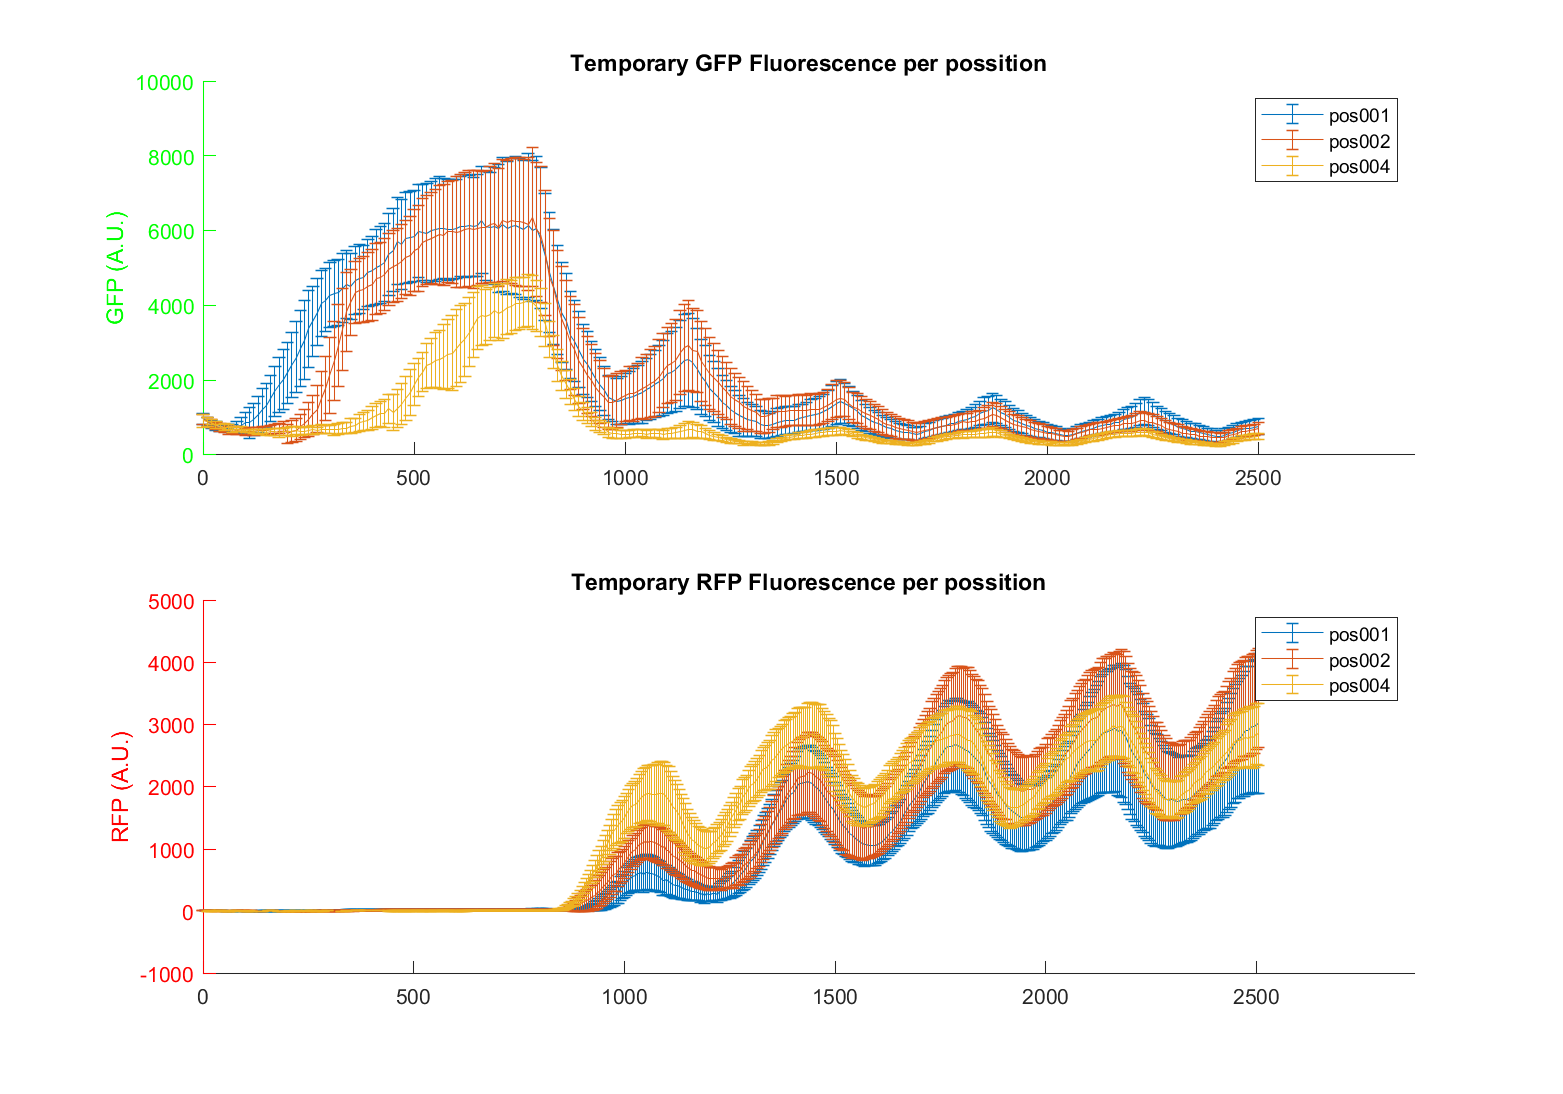 Temporary GFP Fluorescence per possition
GFP (A.U.)
10000
8000
6000
4000
2000
0
0 500 1000 1500 2000 2500
pos001
pos002
pos004
Temporary RFP Fluorescence per possition
RFP (A.U.)
5000
4000
3000
2000
1000
0
-1000
0 500 1000 1500 2000 2500
pos001
pos002
pos004